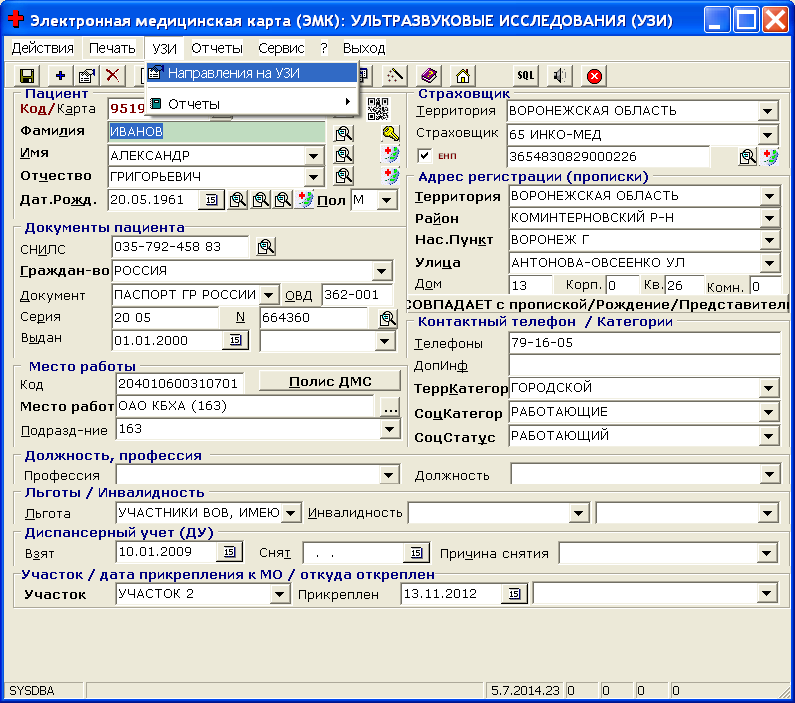 Электронная медицинская карта (ЭМК): УЛЬТРАЗВУКОВЫЕ ИССЛЕДОВАНИЯ (УЗИ)
Действия Печать УЗИ Отчеты Сервис ? Выход
SQL
Направления на УЗИ
Отчеты
Пациент
Код/Карта 9519
Фамилия ИВАНОВ
Имя АЛЕКСАНДР
Отчество ГРИГОРЬЕВИЧ
Дат.Рожд. 20.05.1961 15 Пол М
Документы пациента
СНИЛС 035-792-458 83
Граждан-во РОССИЯ
Документ ПАСПОРТ ГР РОССИИ ОВД 362-001
Серия 20 05 N 664360
Выдан 01.01.2000 15
Место работы
Код 204010600310701 Полис ДМС
Место работ ОАО КБХА (163) ...
Подразд-ние 163
Страховщик
Территория ВОРОНЕЖСКАЯ ОБЛАСТЬ
Страховщик 65 ИНКО-МЕД
ЕНП 3654830829000226
Адрес регистрации (прописки)
Территория ВОРОНЕЖСКАЯ ОБЛАСТЬ
Район КОМИНТЕРНОВСКИЙ Р-Н
Нас.Пункт ВОРОНЕЖ Г
Улица АНТОНОВА-ОВСЕЕНКО УЛ
Дом 13 Корп. 0 Кв. 26 Комн. 0
СОВПАДАЕТ с пропиской/Рождение/Представител
Контактный телефон / Категории
Телефоны 79-16-05
ДопИнф
ТеррКатегор ГОРОДСКОЙ
СоцКатегор РАБОТАЮЩИЕ
СоцСтатус РАБОТАЮЩИЙ
Должность, профессия
Профессия Должность
Льготы / Инвалидность
Льгота УЧАСТНИКИ ВОВ, ИМЕЮ Инвалидность
Диспансерный учет (ДУ)
Взят 10.01.2009 15 Снят . . 15 Причина снятия
Участок / дата прикрепления к МО / откуда откреплен
Участок УЧАСТОК 2 Прикреплен 13.11.2012 15
SYSDBA 5.7.2014.23 0 0 0 0